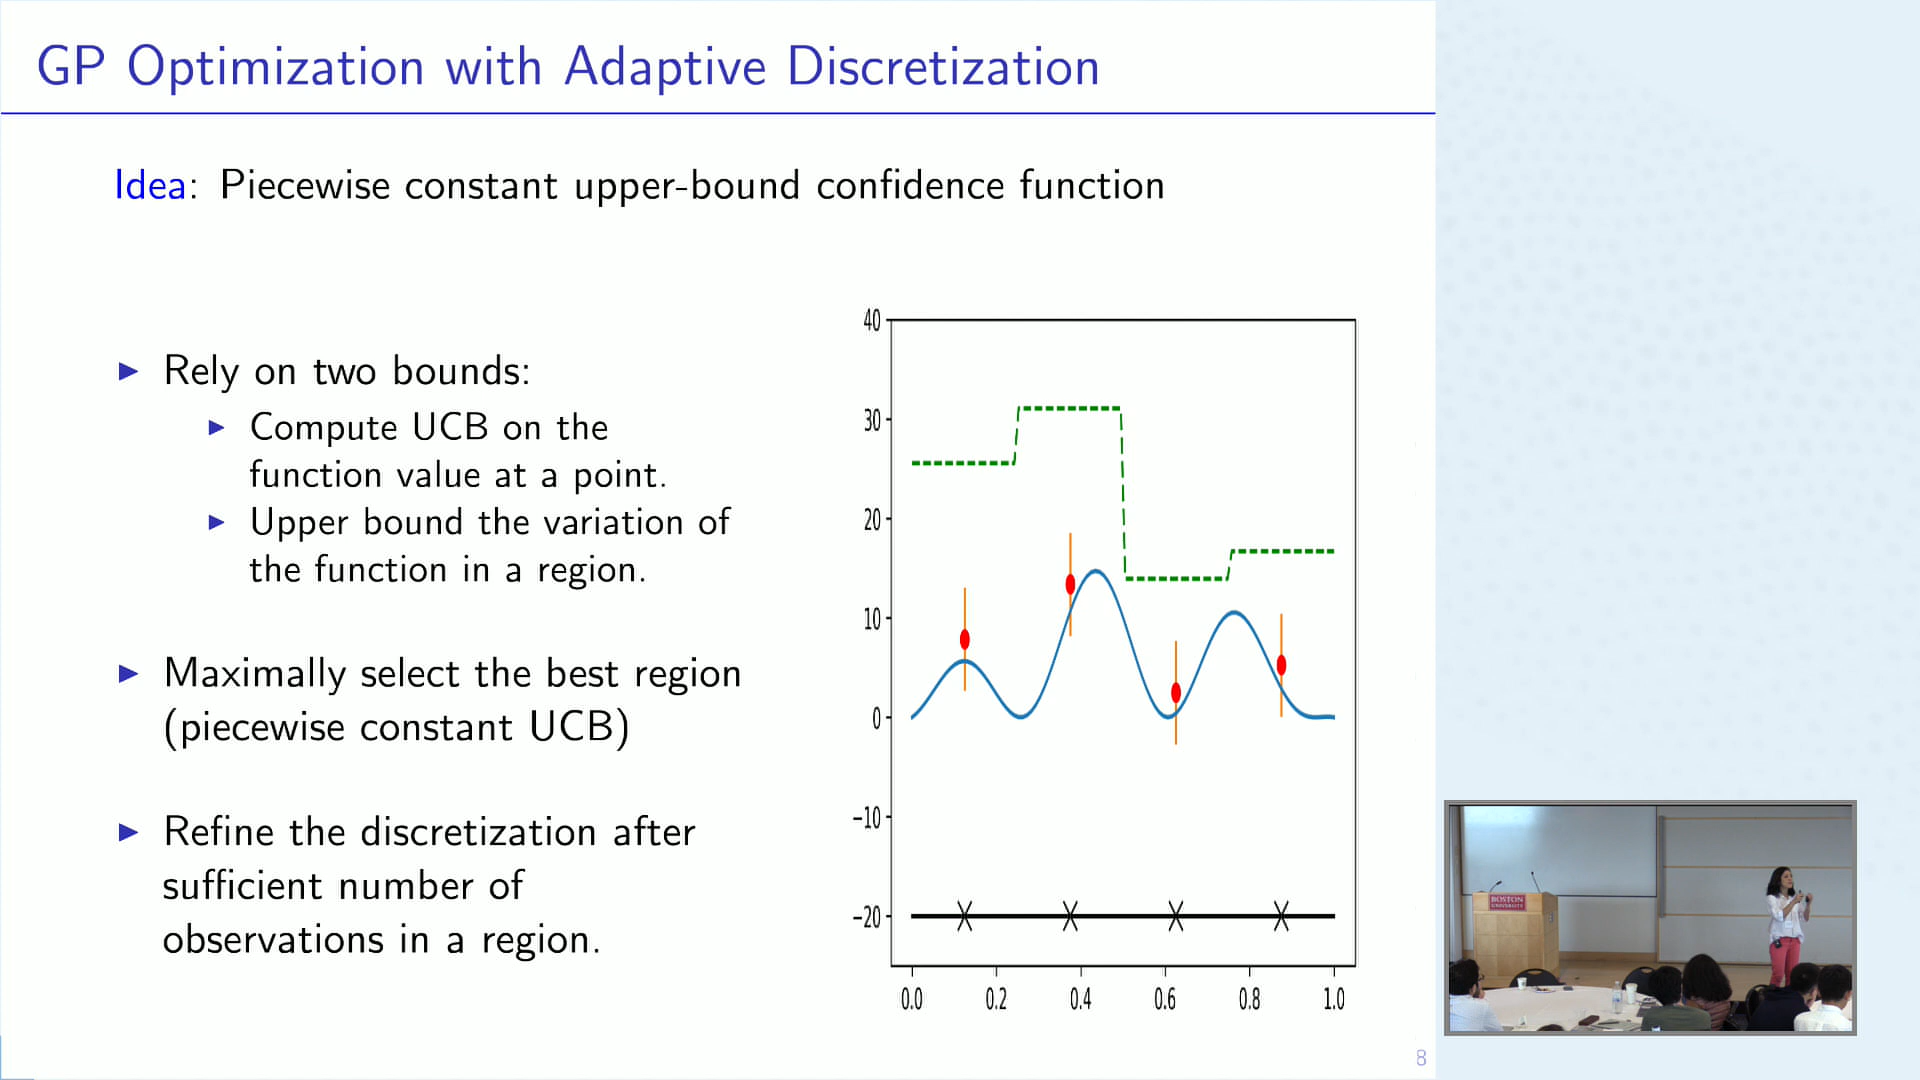 GP Optimization with Adaptive Discretization
Idea: Piecewise constant upper-bound confidence function
Rely on two bounds:
Compute UCB on the
function value at a point.
Upper bound the variation of
the function in a region.
Maximally select the best region
(piecewise constant UCB)
Refine the discretization after
sufficient number of
observations in a region.
40
30
20
10
0
−10
−20
0.0 0.2 0.4 0.6 0.8 1.0
8
BOSTON
UNIVERSITY